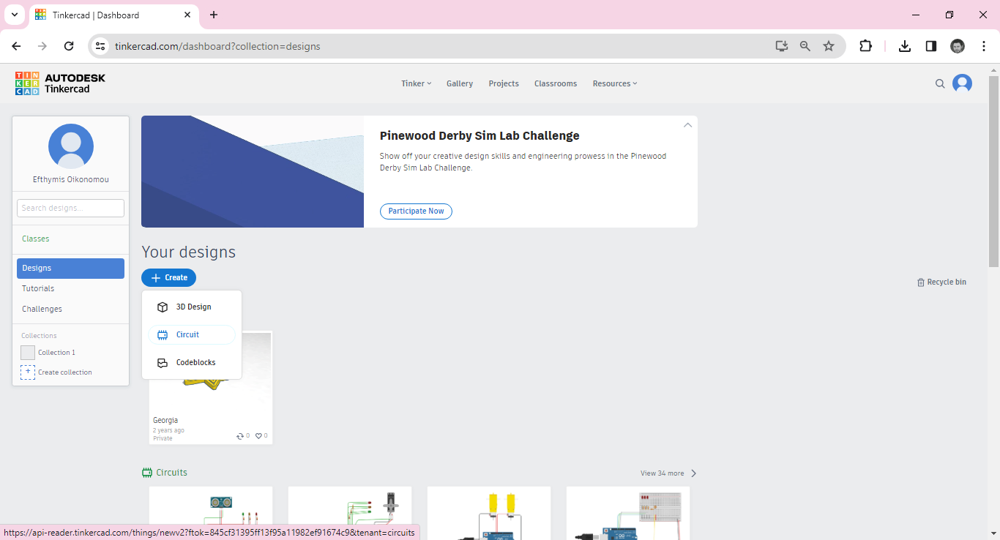 Tinkercad | Dashboard
tinkercad.com/dashboard?collection=designs
TINKERCAD
AUTODESK
Tinkercad
Tinker
Gallery
Projects
Classrooms
Resources
Efthymis Oikonomou
Search designs...
Classes
Designs
Tutorials
Challenges
Collections
Collection 1
Create collection
Pinewood Derby Sim Lab Challenge
Show off your creative design skills and engineering prowess in the Pinewood
Derby Sim Lab Challenge.
Participate Now
Your designs
Create
Recycle bin
3D Design
Circuit
Codeblocks
Georgia
2 years ago
Private
0
0
Circuits
View 34 more
https://api-reader.tinkercad.com/things/newv2?ftok=845cf31395ff13f95a11982ef91674c9&tenant=circuits